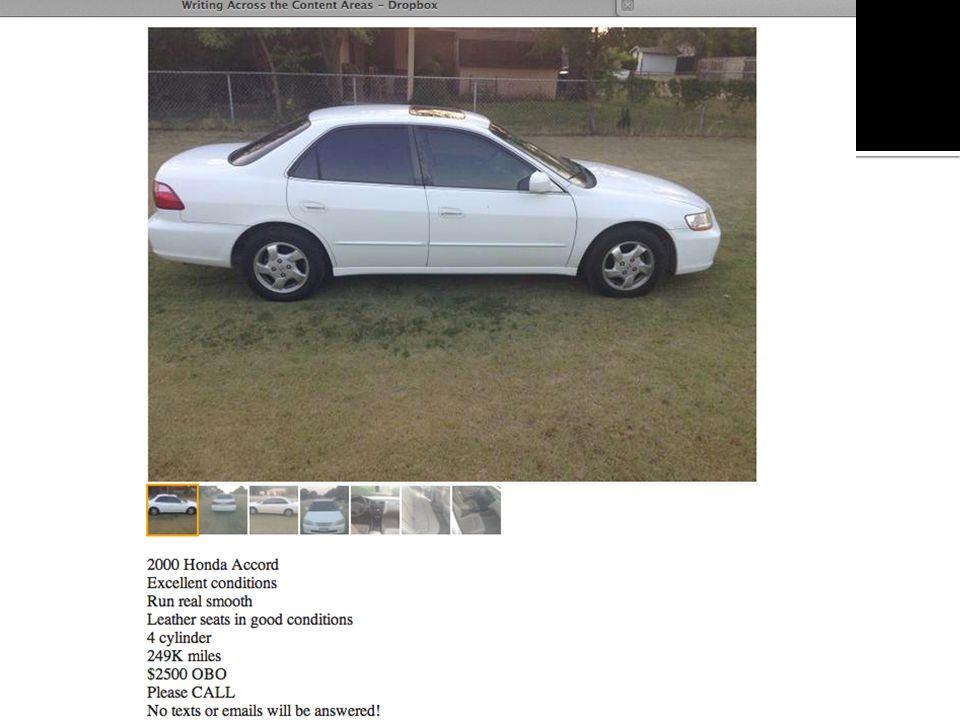 Writing Across the Content Areas – Dropbox
2000 Honda Accord
Excellent conditions
Run real smooth
Leather seats in good conditions
4 cylinder
249K miles
$2500 OBO
Please CALL
No texts or emails will be answered!